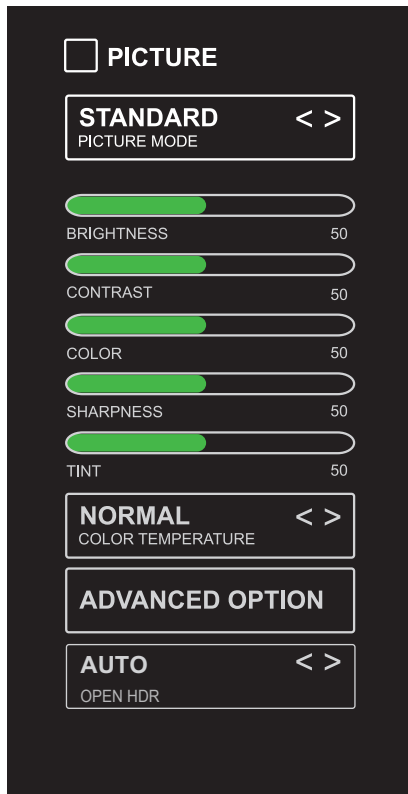 PICTURE
STANDARD < >
PICTURE MODE
BRIGHTNESS 50
CONTRAST 50
COLOR 50
SHARPNESS 50
TINT 50
NORMAL < >
COLOR TEMPERATURE
ADVANCED OPTION
AUTO < >
OPEN HDR